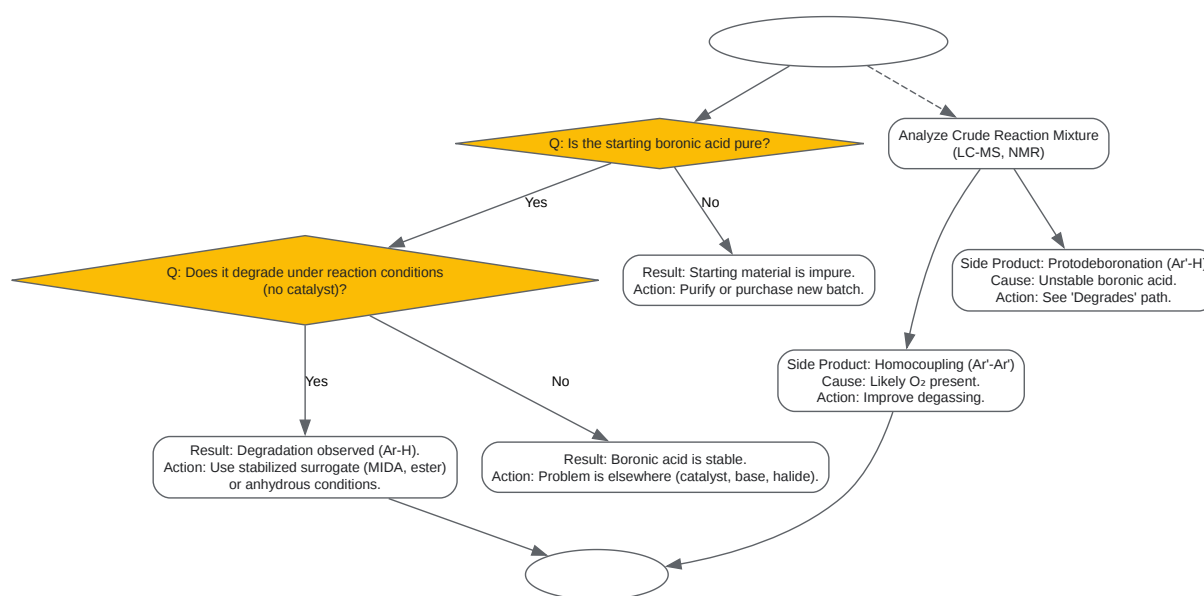 Q: Is the starting boronic acid pure?
Analyze Crude Reaction Mixture
(LC-MS, NMR)
Yes
No
Q: Does it degrade under reaction conditions
(no catalyst)?
Result: Starting material is impure.
Action: Purify or purchase new batch.
Side Product: Protodeboronation (Ar'-H)
Cause: Unstable boronic acid.
Action: See 'Degrades' path.
Yes
No
Side Product: Homocoupling (Ar'-Ar')
Cause: Likely O₂ present.
Action: Improve degassing.
Result: Degradation observed (Ar-H).
Action: Use stabilized surrogate (MIDA, ester)
or anhydrous conditions.
Result: Boronic acid is stable.
Action: Problem is elsewhere (catalyst, base, halide).